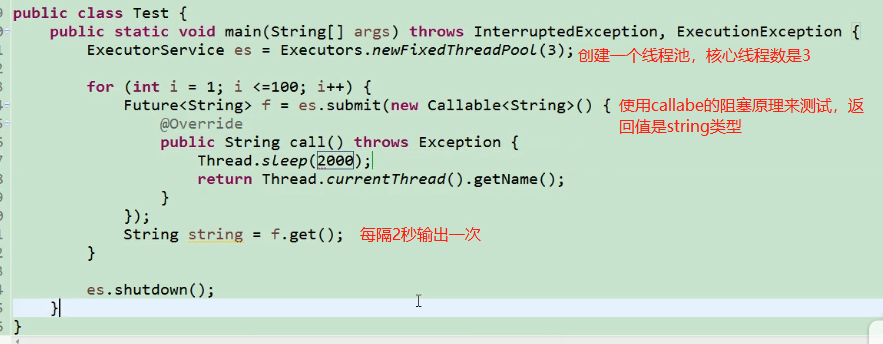 public class Test {
public static void main(String[] args) throws InterruptedException, ExecutionException {
ExecutorService es = Executors.newFixedThreadPool(3); 创建一个线程池，核心线程数是3
for (int i = 1; i <=100; i++) {
Future<String> f = es.submit(new Callable<String>() { 使用callabe的阻塞原理来测试，返
回值是string类型
@Override
public String call() throws Exception {
Thread.sleep(2000);
return Thread.currentThread().getName();
}
});
String string = f.get(); 每隔2秒输出一次
}
es.shutdown();
}
}